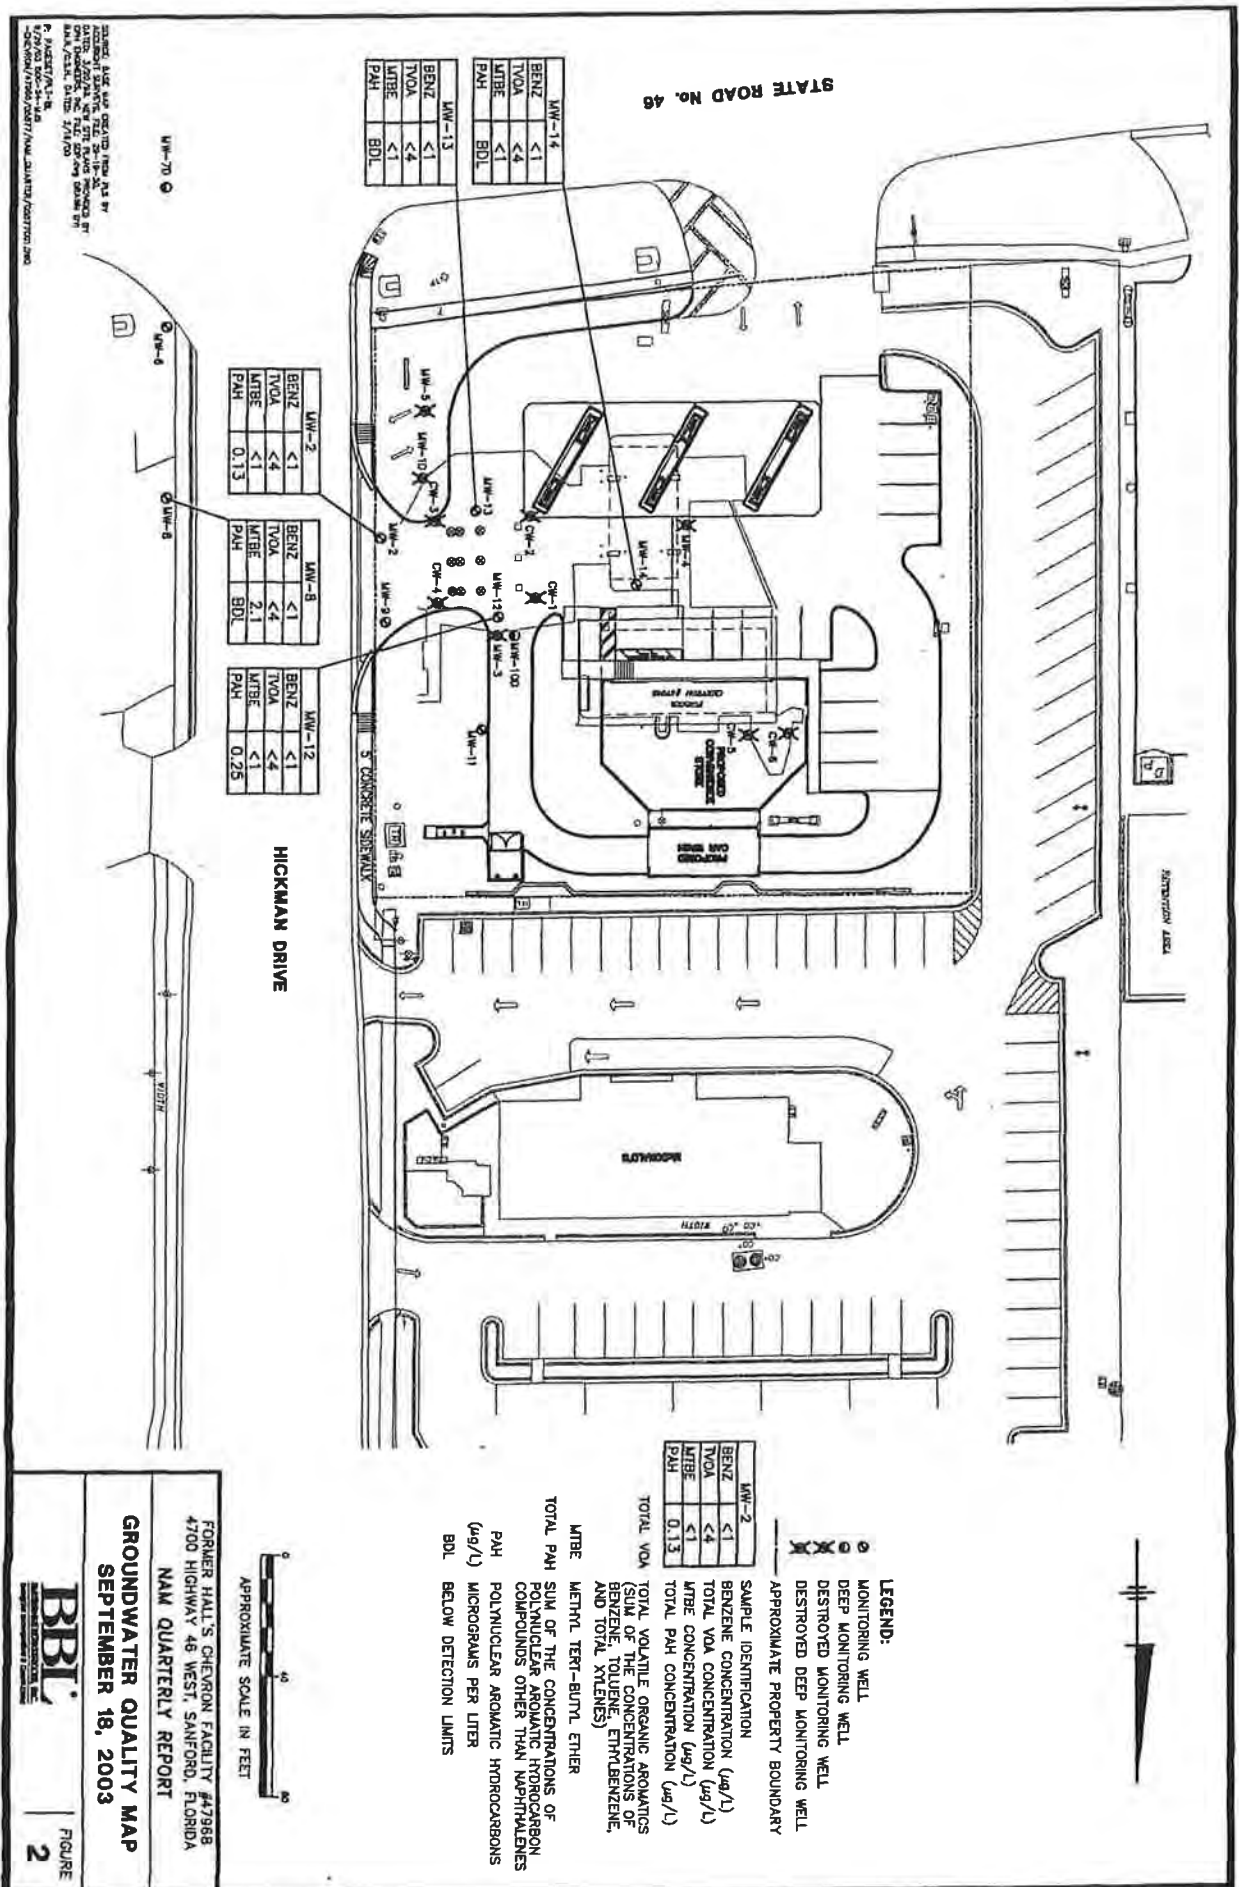 STATE ROAD No. 46
MW-14
BENZ <1
TVOA <4
MTBE <1
PAH BDL
MW-13
BENZ <1
TVOA <4
MTBE <1
PAH BDL
MW-2
BENZ <1
TVOA <4
MTBE <1
PAH 0.13
MW-8
BENZ <1
TVOA <4
MTBE 2.1
PAH BDL
MW-12
BENZ <1
TVOA <4
MTBE <1
PAH 0.25
MW-7D
MW-6
MW-8
MW-5
MW-1D
CW-3
MW-13
MW-2
CW-2
MW-4
MW-14
CW-4
MW-9
MW-12
CW-1
MW-3
MW-11
CW-5
CW-6
PROPOSED
CONVENIENCE
STORE
PROPOSED
CAR WASH
5' CONCRETE SIDEWALK
HICKMAN DRIVE
RETENTION AREA
McDONALD'S
WIDTH
WIDTH
LEGEND:
MONITORING WELL
DEEP MONITORING WELL
DESTROYED MONITORING WELL
DESTROYED DEEP MONITORING WELL
APPROXIMATE PROPERTY BOUNDARY
MW-2 SAMPLE IDENTIFICATION
BENZ <1 BENZENE CONCENTRATION (µg/L)
TVOA <4 TOTAL VOA CONCENTRATION (µg/L)
MTBE <1 MTBE CONCENTRATION (µg/L)
PAH 0.13 TOTAL PAH CONCENTRATION (µg/L)
TOTAL VOA TOTAL VOLATILE ORGANIC AROMATICS
(SUM OF THE CONCENTRATIONS OF
BENZENE, TOLUENE, ETHYLBENZENE,
AND TOTAL XYLENES)
MTBE METHYL TERT-BUTYL ETHER
TOTAL PAH SUM OF THE CONCENTRATIONS OF
POLYNUCLEAR AROMATIC HYDROCARBON
COMPOUNDS OTHER THAN NAPHTHALENES
PAH POLYNUCLEAR AROMATIC HYDROCARBONS
(µg/L) MICROGRAMS PER LITER
BDL BELOW DETECTION LIMITS
0 40 80
APPROXIMATE SCALE IN FEET
FORMER HALL'S CHEVRON FACILITY #47968
4700 HIGHWAY 46 WEST, SANFORD, FLORIDA
NAM QUARTERLY REPORT
GROUNDWATER QUALITY MAP
SEPTEMBER 18, 2003
BBL
FIGURE
2